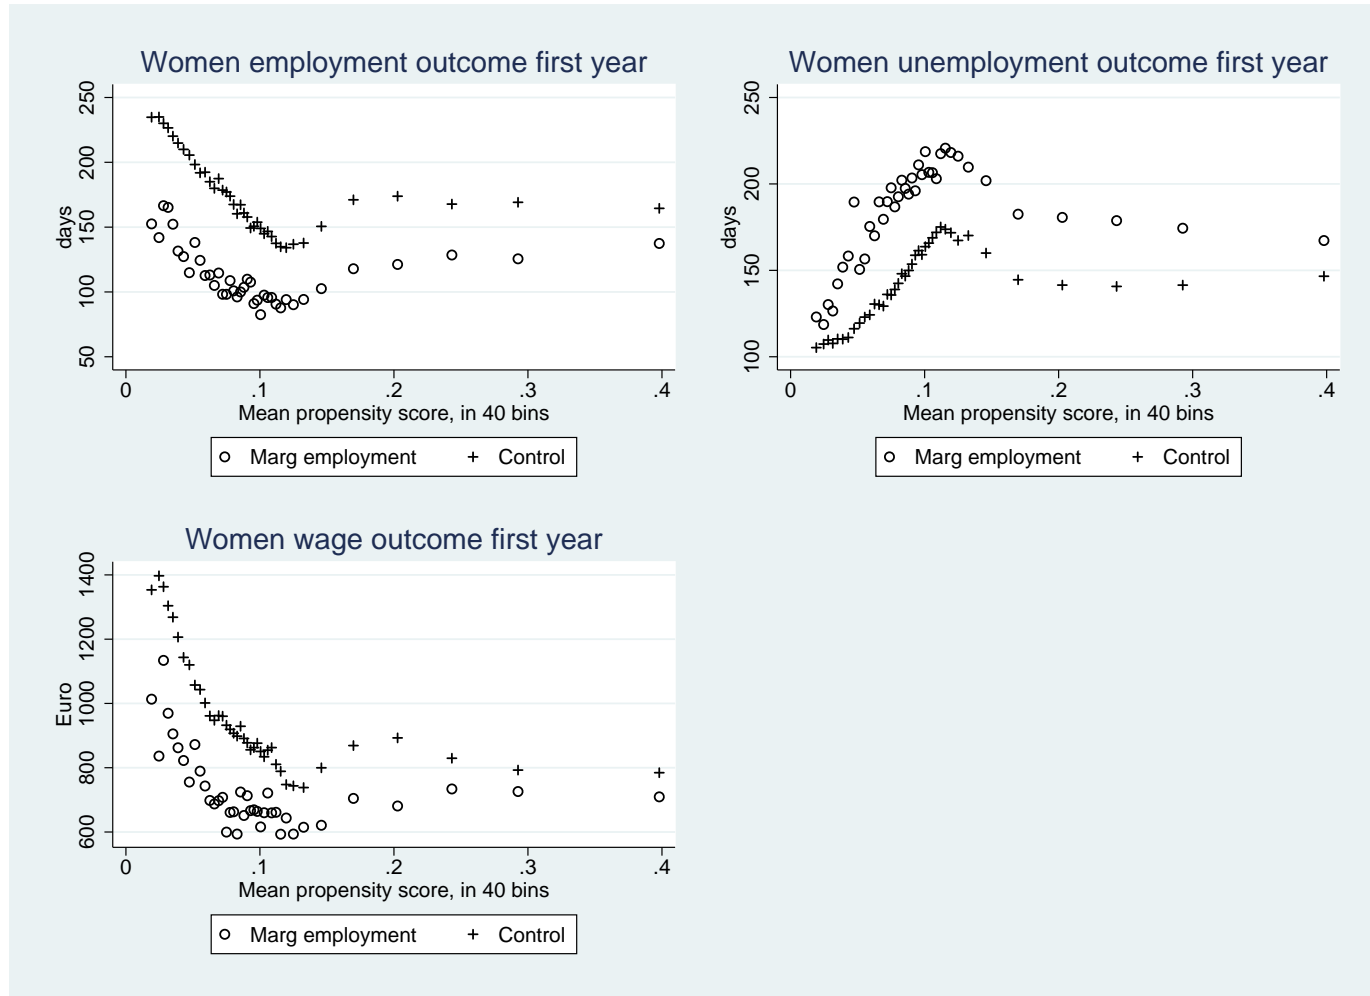 Women employment outcome first year
250
200
150
100
50
days
0 .1 .2 .3 .4
Mean propensity score, in 40 bins
Marg employment Control
Women unemployment outcome first year
250
200
150
100
days
0 .1 .2 .3 .4
Mean propensity score, in 40 bins
Marg employment Control
Women wage outcome first year
1400
1200
1000
800
600
Euro
0 .1 .2 .3 .4
Mean propensity score, in 40 bins
Marg employment Control